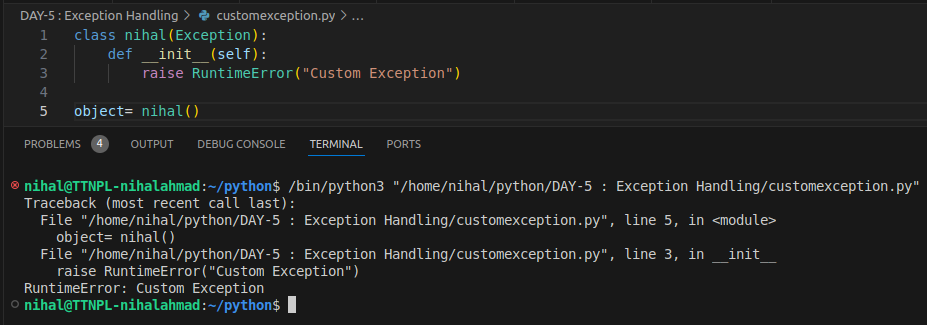 DAY-5 : Exception Handling > customexception.py > ...
1 class nihal(Exception):
2     def __init__(self):
3         raise RuntimeError("Custom Exception")
4
5 object= nihal()
PROBLEMS 4 OUTPUT DEBUG CONSOLE TERMINAL PORTS
nihal@TTNPL-nihalahmad:~/python$ /bin/python3 "/home/nihal/python/DAY-5 : Exception Handling/customexception.py"
Traceback (most recent call last):
  File "/home/nihal/python/DAY-5 : Exception Handling/customexception.py", line 5, in <module>
    object= nihal()
  File "/home/nihal/python/DAY-5 : Exception Handling/customexception.py", line 3, in __init__
    raise RuntimeError("Custom Exception")
RuntimeError: Custom Exception
nihal@TTNPL-nihalahmad:~/python$